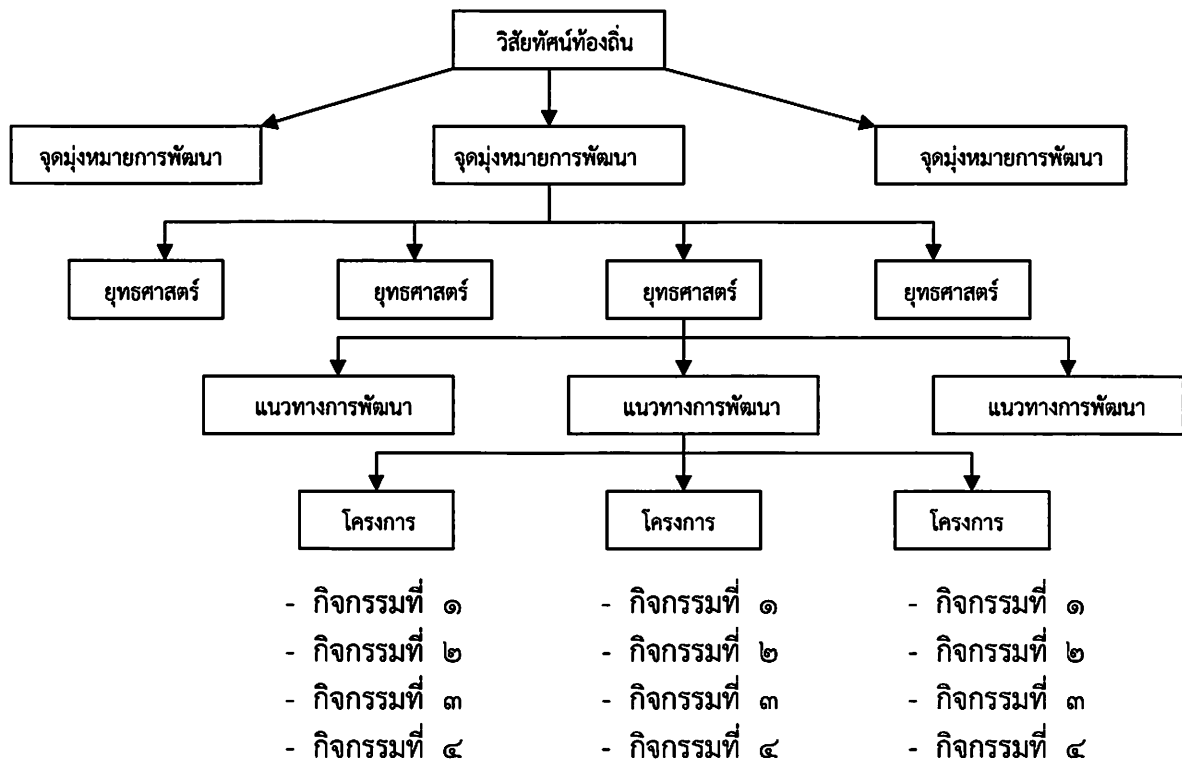 วิสัยทัศน์ท้องถิ่น
จุดมุ่งหมายการพัฒนา จุดมุ่งหมายการพัฒนา จุดมุ่งหมายการพัฒนา
ยุทธศาสตร์ ยุทธศาสตร์ ยุทธศาสตร์ ยุทธศาสตร์
แนวทางการพัฒนา แนวทางการพัฒนา แนวทางการพัฒนา
โครงการ โครงการ โครงการ
- กิจกรรมที่ ๑ - กิจกรรมที่ ๑ - กิจกรรมที่ ๑
- กิจกรรมที่ ๒ - กิจกรรมที่ ๒ - กิจกรรมที่ ๒
- กิจกรรมที่ ๓ - กิจกรรมที่ ๓ - กิจกรรมที่ ๓
- กิจกรรมที่ ๔ - กิจกรรมที่ ๔ - กิจกรรมที่ ๔